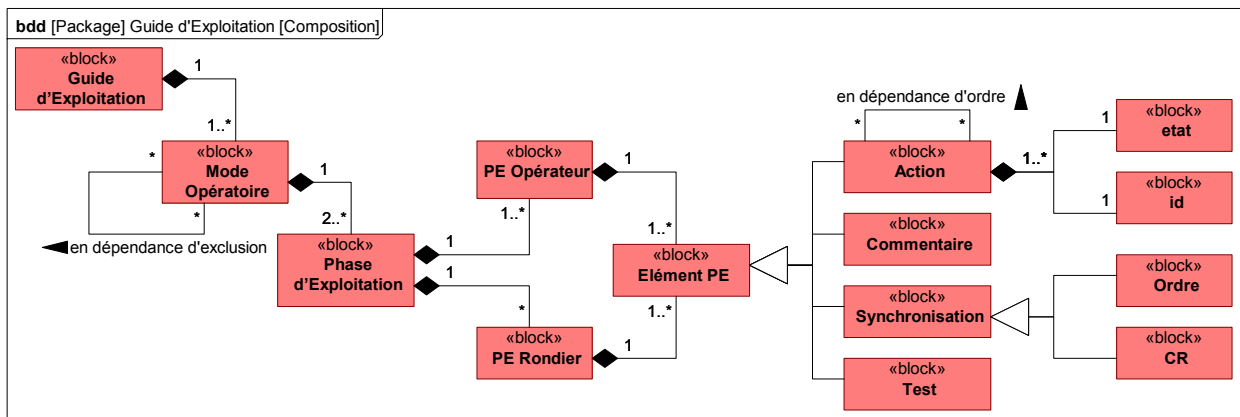 bdd [Package] Guide d'Exploitation [Composition]
«block»
Guide
d'Exploitation
1
1..*
«block»
Mode
Opératoire
*
*
en dépendance d'exclusion
1
2..*
«block»
Phase
d'Exploitation
1
1..*
1
*
«block»
PE Opérateur
1
1..*
«block»
PE Rondier
1
1..*
«block»
Elément PE
en dépendance d'ordre
*
*
«block»
Action
1..*
1
1
«block»
etat
«block»
id
«block»
Commentaire
«block»
Synchronisation
«block»
Ordre
«block»
CR
«block»
Test